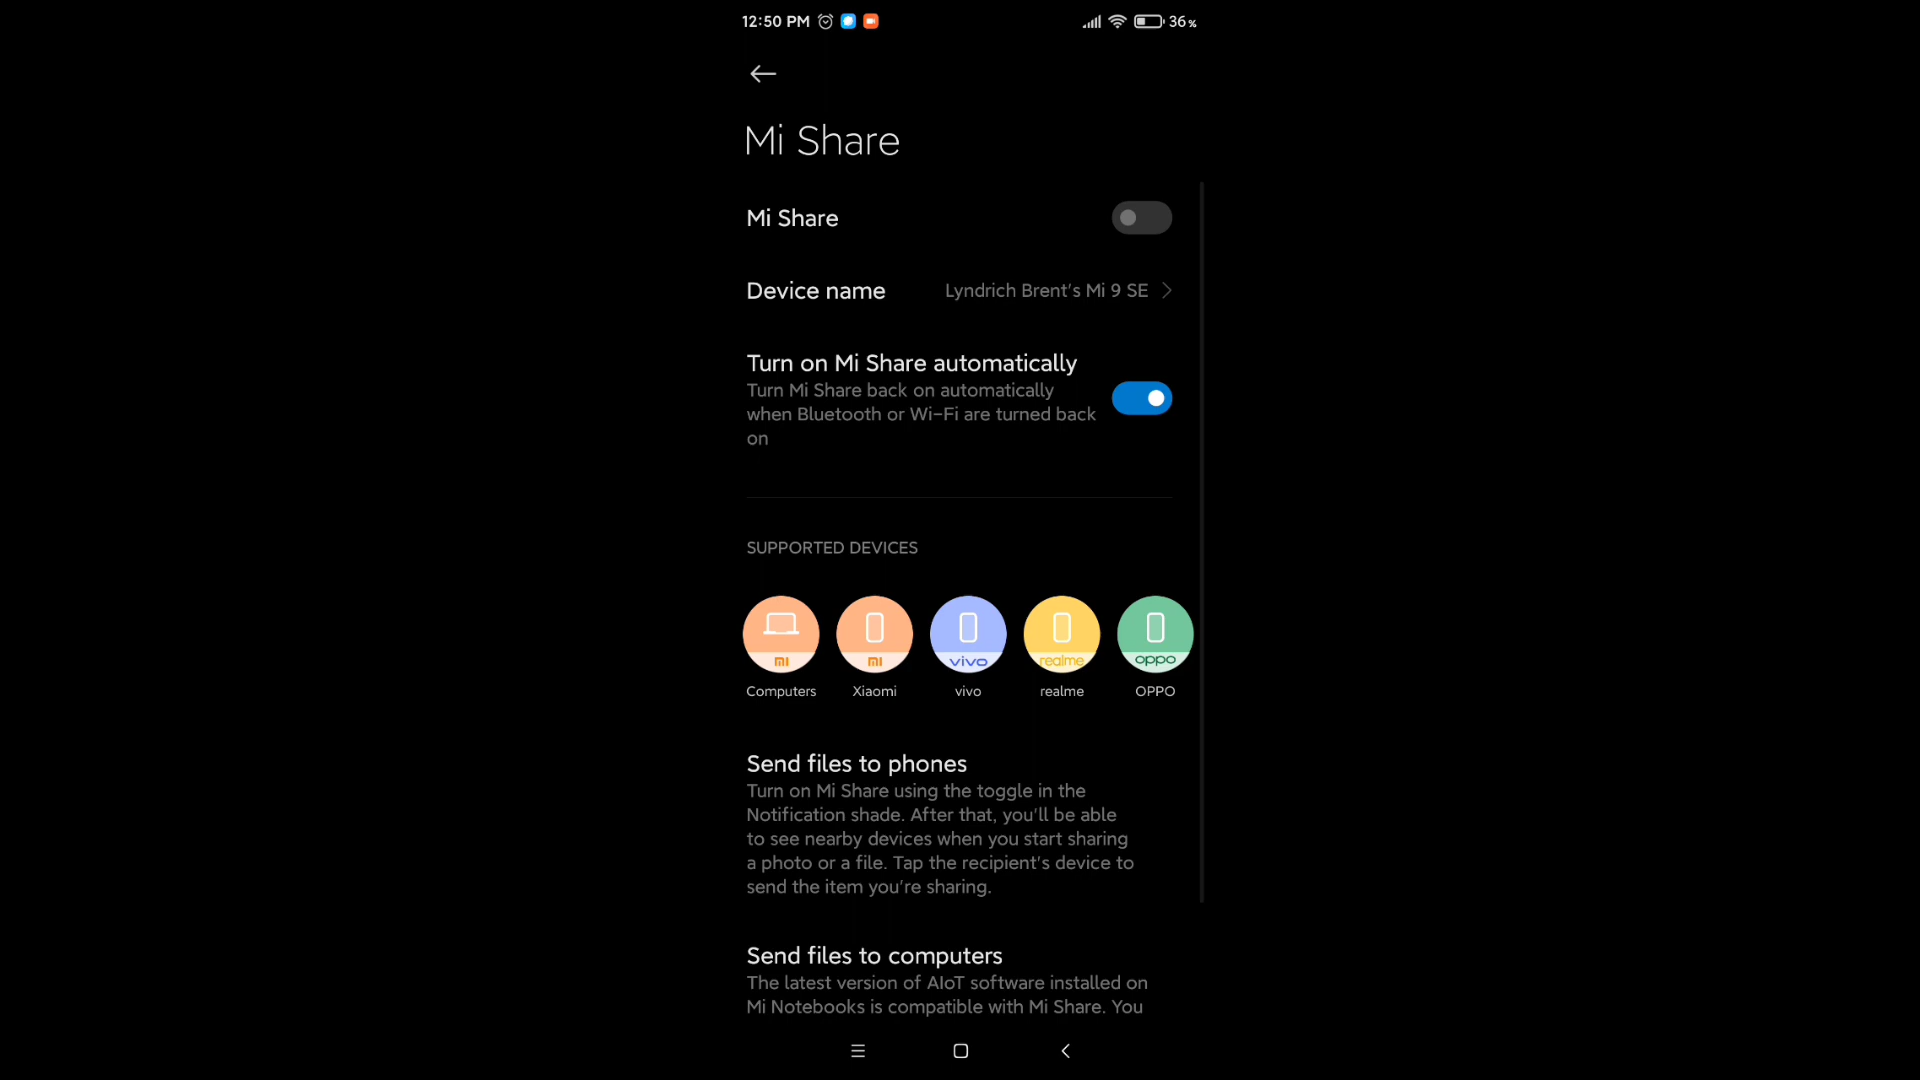 12:50 PM 36%
Mi Share
Mi Share
Device name Lyndrich Brent's Mi 9 SE
Turn on Mi Share automatically
Turn Mi Share back on automatically
when Bluetooth or Wi-Fi are turned back
on
SUPPORTED DEVICES
mi mi vivo realme oppo
Computers Xiaomi vivo realme OPPO
Send files to phones
Turn on Mi Share using the toggle in the
Notification shade. After that, you'll be able
to see nearby devices when you start sharing
a photo or a file. Tap the recipient's device to
send the item you're sharing.
Send files to computers
The latest version of AIoT software installed on
Mi Notebooks is compatible with Mi Share. You